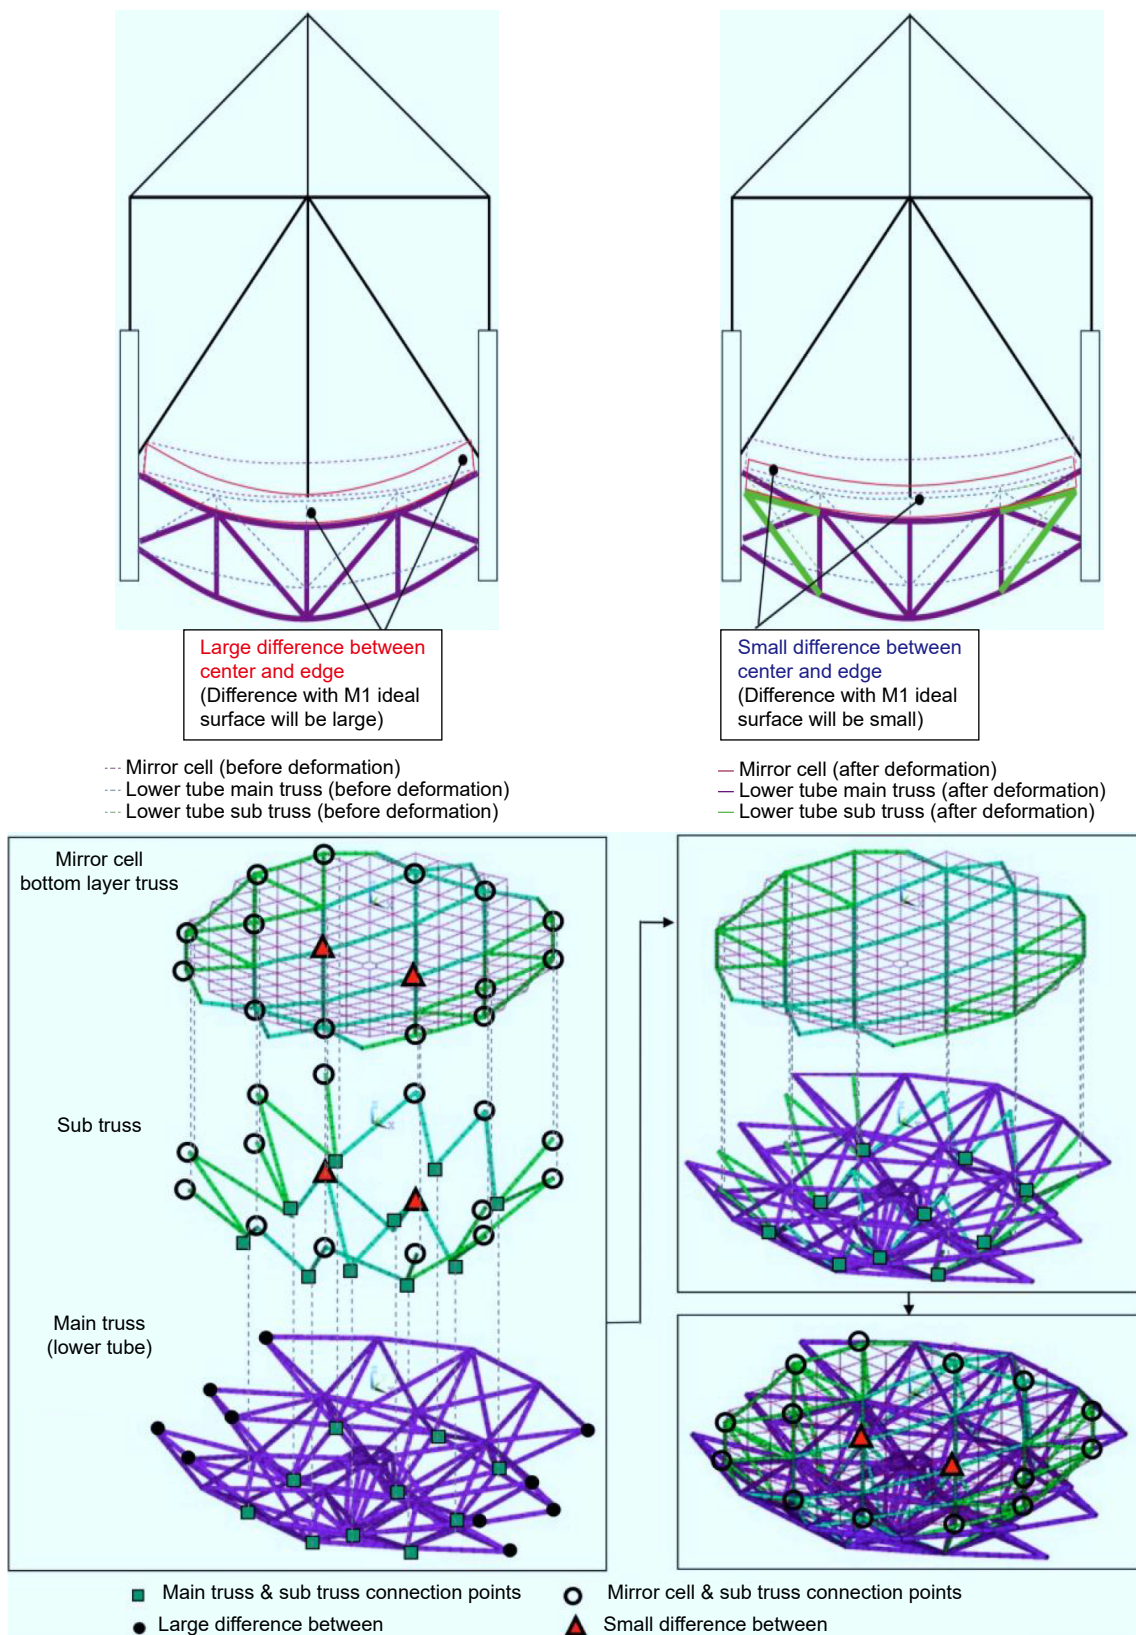 Large difference between
center and edge
(Difference with M1 ideal
surface will be large)
Small difference between
center and edge
(Difference with M1 ideal
surface will be small)
Mirror cell (before deformation)
Lower tube main truss (before deformation)
Lower tube sub truss (before deformation)
Mirror cell (after deformation)
Lower tube main truss (after deformation)
Lower tube sub truss (after deformation)
Mirror cell
bottom layer truss
Sub truss
Main truss
(lower tube)
Main truss & sub truss connection points
Mirror cell & sub truss connection points
Large difference between
Small difference between